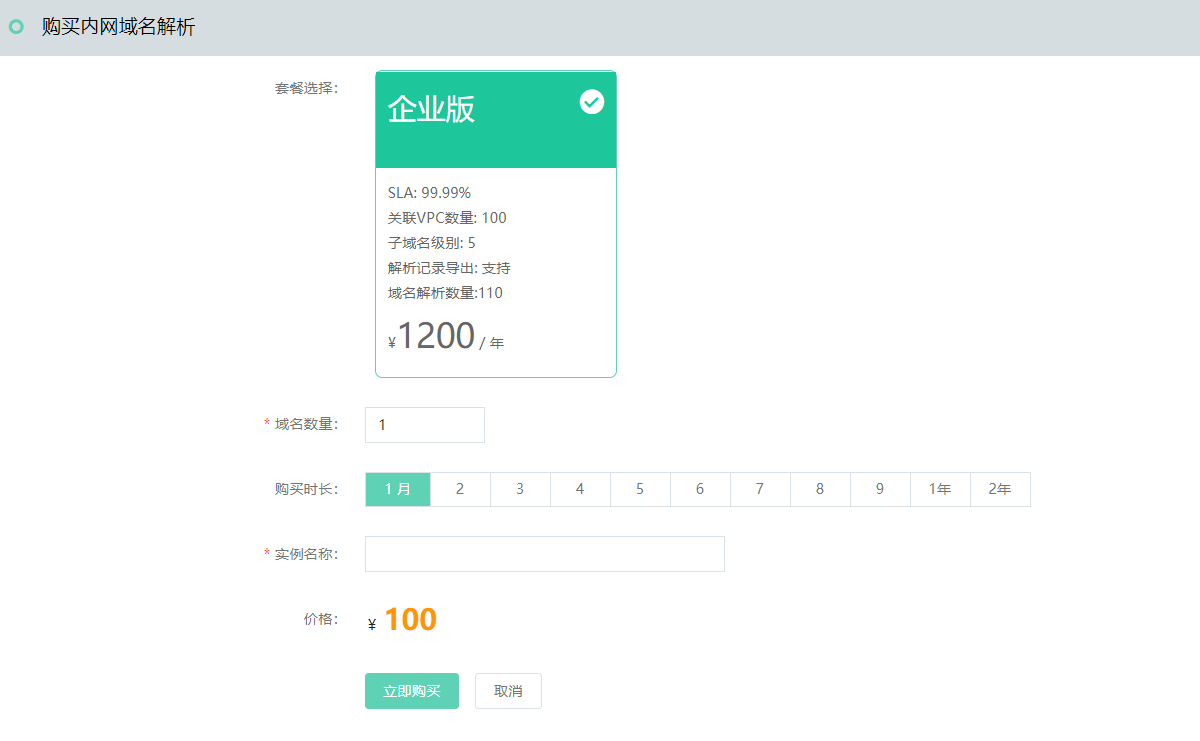 购买内网域名解析
套餐选择:
企业版
SLA: 99.99%
关联VPC数量: 100
子域名级别: 5
解析记录导出: 支持
域名解析数量:110
¥1200 / 年
* 域名数量: 1
购买时长: 1 月 2 3 4 5 6 7 8 9 1年 2年
* 实例名称:
价格: ¥ 100
立即购买 取消